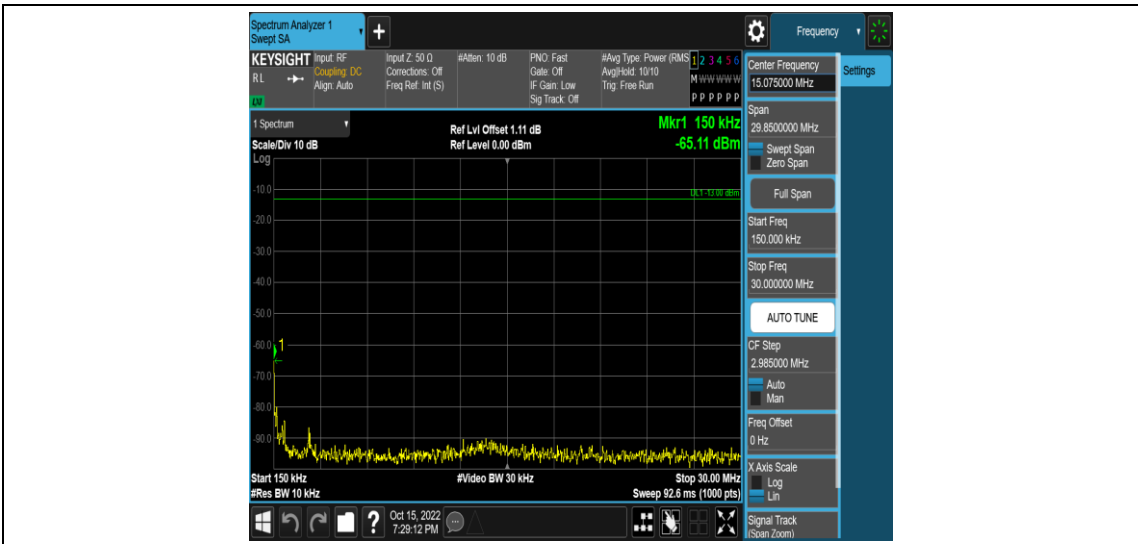 Spectrum Analyzer 1
Swept SA
+
Frequency
KEYSIGHT
RL
LXI
Input: RF
Coupling: DC
Align: Auto
Input Z: 50 Ω
Corrections: Off
Freq Ref: Int (S)
#Atten: 10 dB
PNO: Fast
Gate: Off
IF Gain: Low
Sig Track: Off
#Avg Type: Power (RMS
Avg|Hold: 10/10
Trig: Free Run
1 2 3 4 5 6
M W W W W W
P P P P P P
Center Frequency
15.075000 MHz
Settings
Span
29.8500000 MHz
Swept Span
Zero Span
Full Span
Start Freq
150.000 kHz
Stop Freq
30.000000 MHz
AUTO TUNE
CF Step
2.985000 MHz
Auto
Man
Freq Offset
0 Hz
X Axis Scale
Log
Lin
Signal Track
(Span Zoom)
1 Spectrum
Scale/Div 10 dB
Log
Ref Lvl Offset 1.11 dB
Ref Level 0.00 dBm
Mkr1 150 kHz
-65.11 dBm
DL1 -13.00 dBm
-10.0
-20.0
-30.0
-40.0
-50.0
-60.0
1
-70.0
-80.0
-90.0
Start 150 kHz
#Video BW 30 kHz
Stop 30.00 MHz
#Res BW 10 kHz
Sweep 92.6 ms (1000 pts)
?
Oct 15, 2022
7:29:12 PM